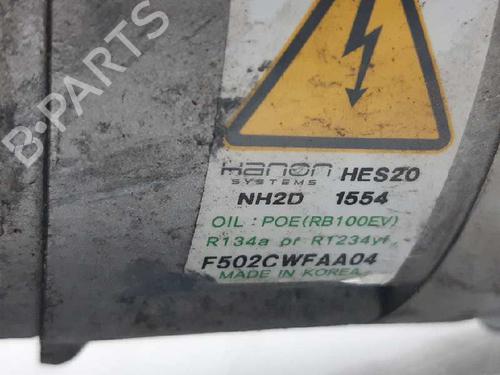 B-PARTS
Hanon HES20
SYSTEMS
NH2D 1554
OIL : POE(RB100EV)
R134a or R1234yf
F502CWFAA04
MADE IN KOREA